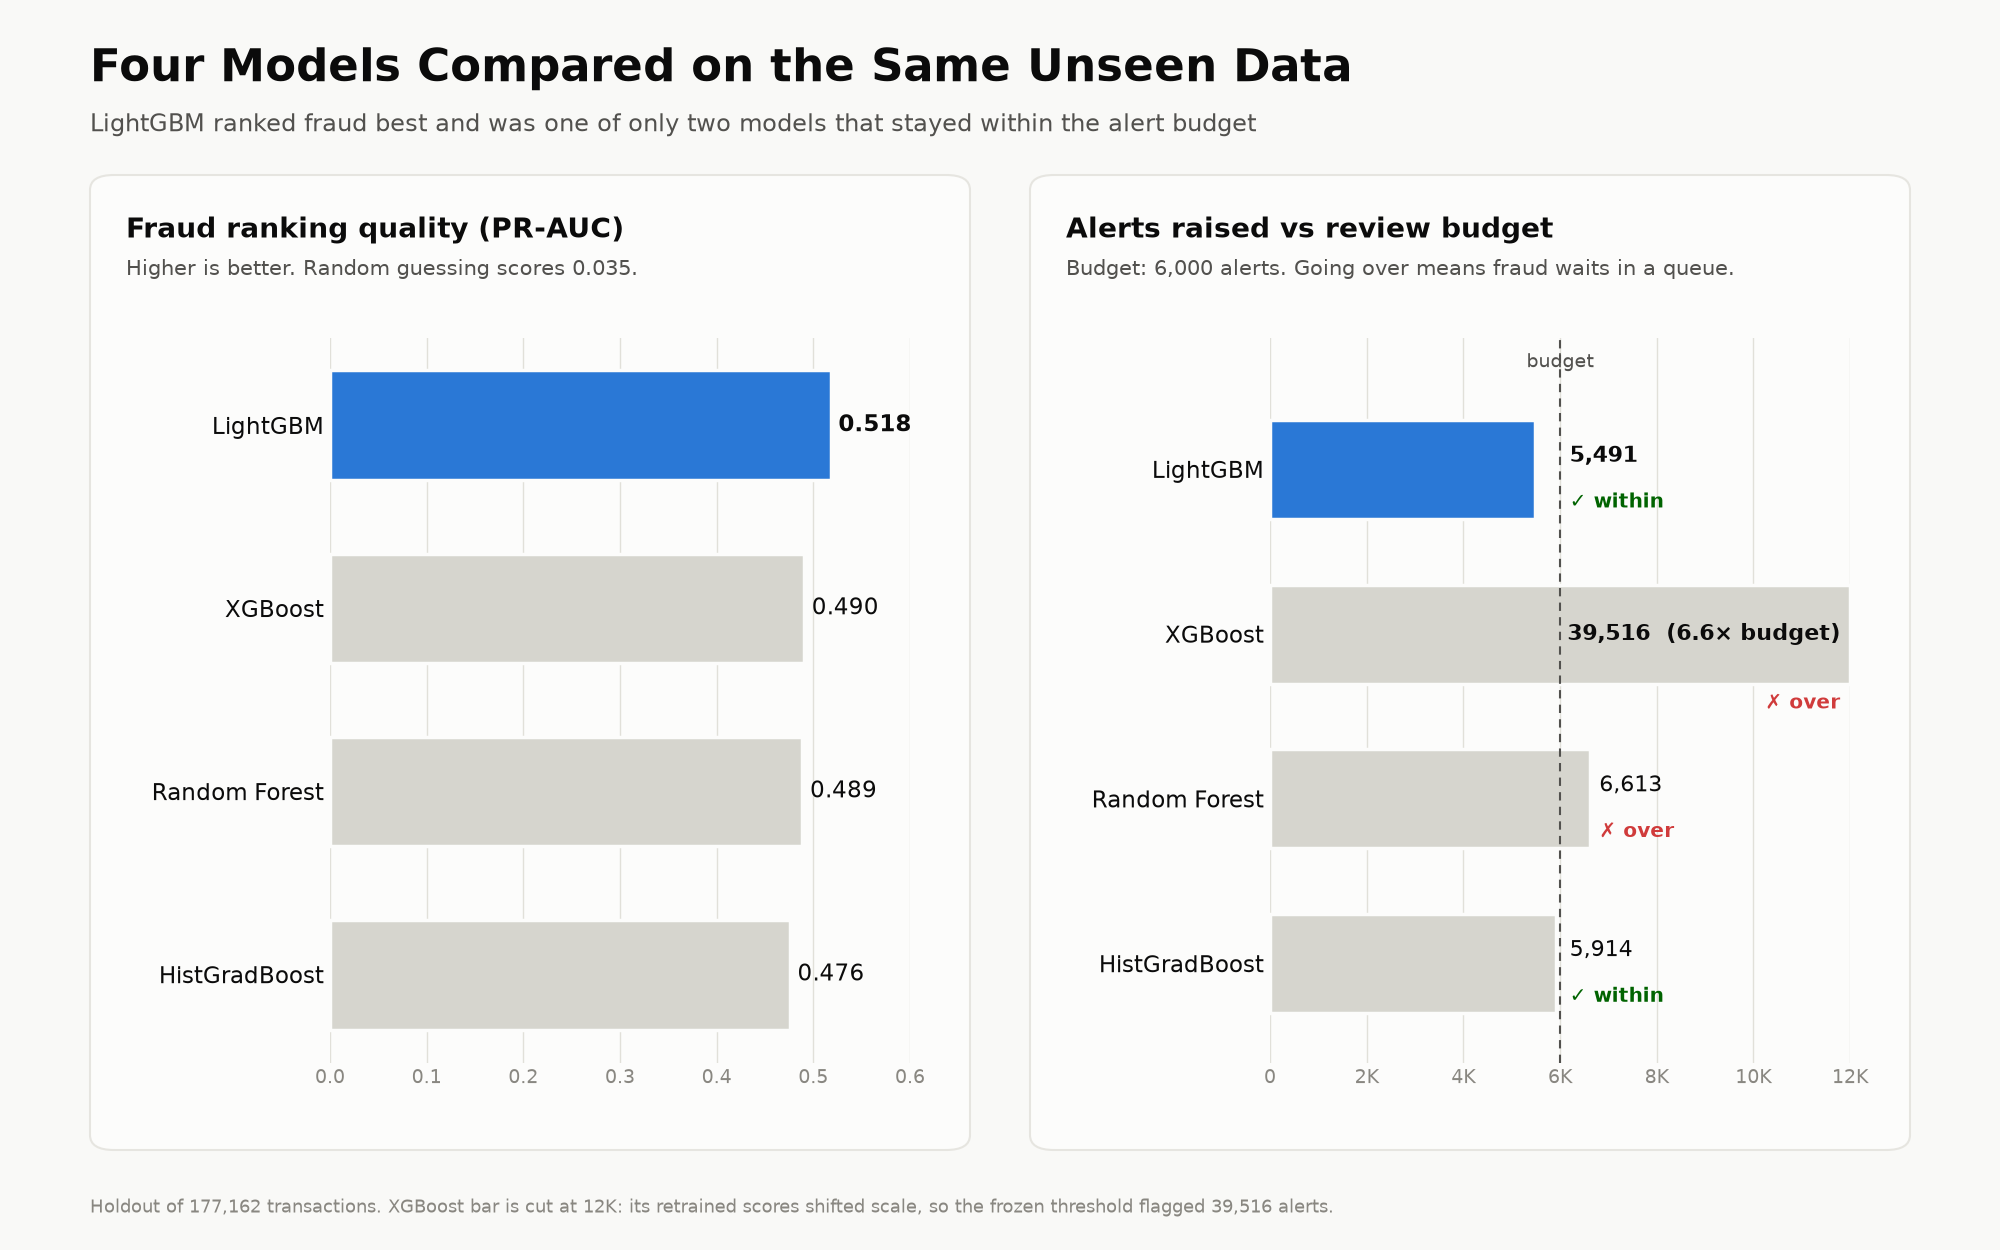 Four Models Compared on the Same Unseen Data
LightGBM ranked fraud best and was one of only two models that stayed within the alert budget
Fraud ranking quality (PR-AUC)
Higher is better. Random guessing scores 0.035.
LightGBM
0.518
XGBoost
0.490
Random Forest
0.489
HistGradBoost
0.476
0.0 0.1 0.2 0.3 0.4 0.5 0.6
Alerts raised vs review budget
Budget: 6,000 alerts. Going over means fraud waits in a queue.
budget
LightGBM
5,491
✓ within
XGBoost
39,516 (6.6× budget)
✗ over
Random Forest
6,613
✗ over
HistGradBoost
5,914
✓ within
0 2K 4K 6K 8K 10K 12K
Holdout of 177,162 transactions. XGBoost bar is cut at 12K: its retrained scores shifted scale, so the frozen threshold flagged 39,516 alerts.